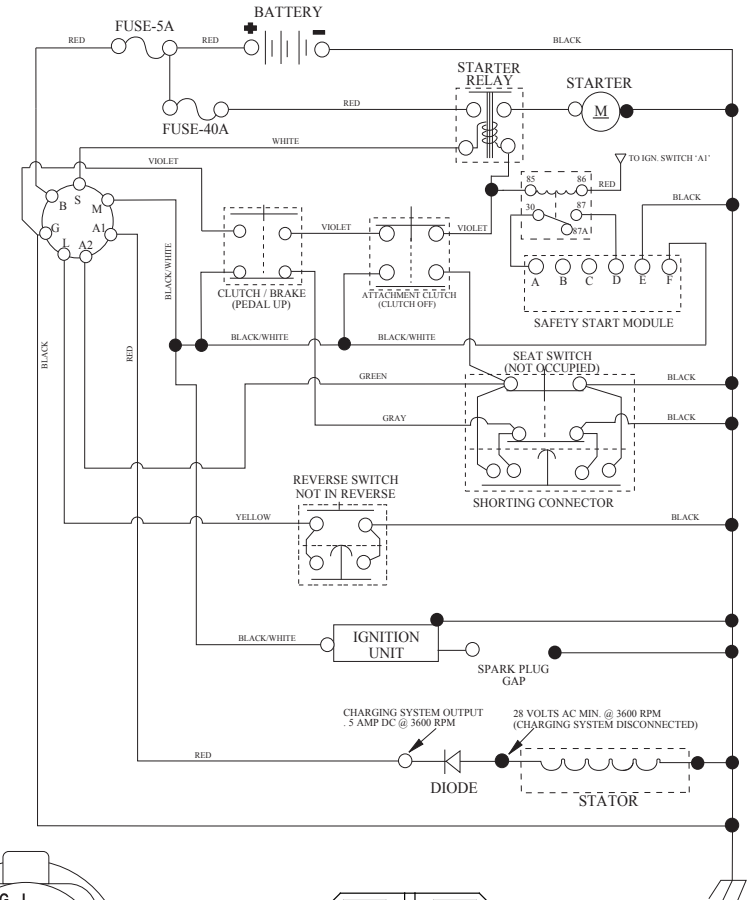 BATTERY
FUSE-5A
RED
RED
BLACK
STARTER
RELAY
STARTER
M
RED
FUSE-40A
WHITE
VIOLET
TO IGN. SWITCH 'A1'
85
86
RED
B
S
M
G
A1
L
A2
30
87
87A
BLACK
VIOLET
VIOLET
BLACK/WHITE
A
B
C
D
E
F
CLUTCH / BRAKE
(PEDAL UP)
ATTACHMENT CLUTCH
(CLUTCH OFF)
SAFETY START MODULE
BLACK/WHITE
BLACK/WHITE
BLACK
RED
SEAT SWITCH
(NOT OCCUPIED)
GREEN
BLACK
GRAY
BLACK
REVERSE SWITCH
NOT IN REVERSE
SHORTING CONNECTOR
YELLOW
BLACK
BLACK/WHITE
IGNITION
UNIT
SPARK PLUG
GAP
CHARGING SYSTEM OUTPUT
. 5 AMP DC @ 3600 RPM
28 VOLTS AC MIN. @ 3600 RPM
(CHARGING SYSTEM DISCONNECTED)
RED
DIODE
STATOR